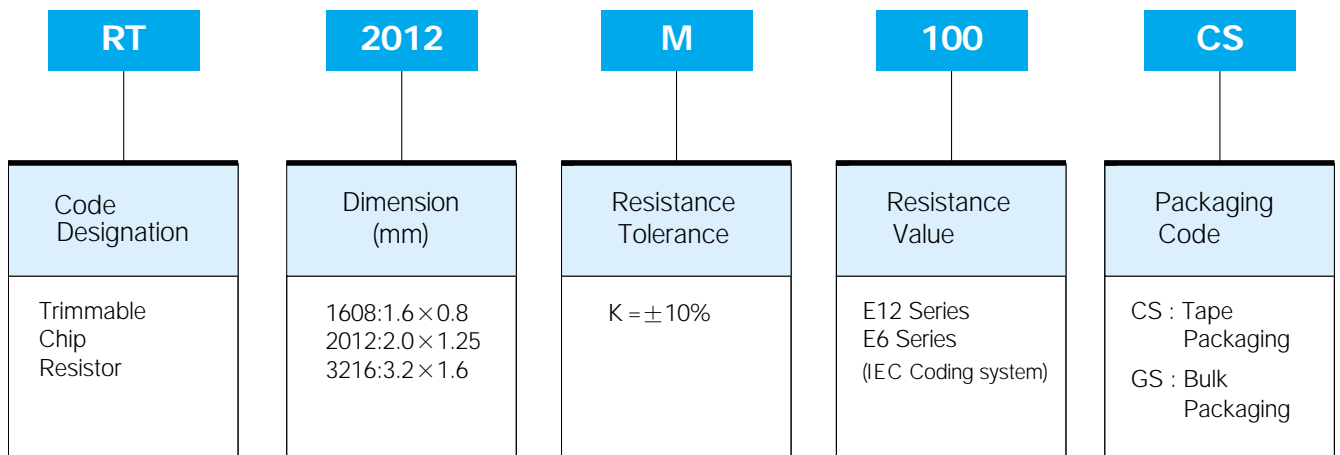 RT
2012
M
100
CS
Code
Designation
Dimension
(mm)
Resistance
Tolerance
Resistance
Value
Packaging
Code
Trimmable
Chip
Resistor
1608:1.6×0.8
2012:2.0×1.25
3216:3.2×1.6
K = ±10%
E12 Series
E6 Series
(IEC Coding system)
CS : Tape
Packaging
GS : Bulk
Packaging